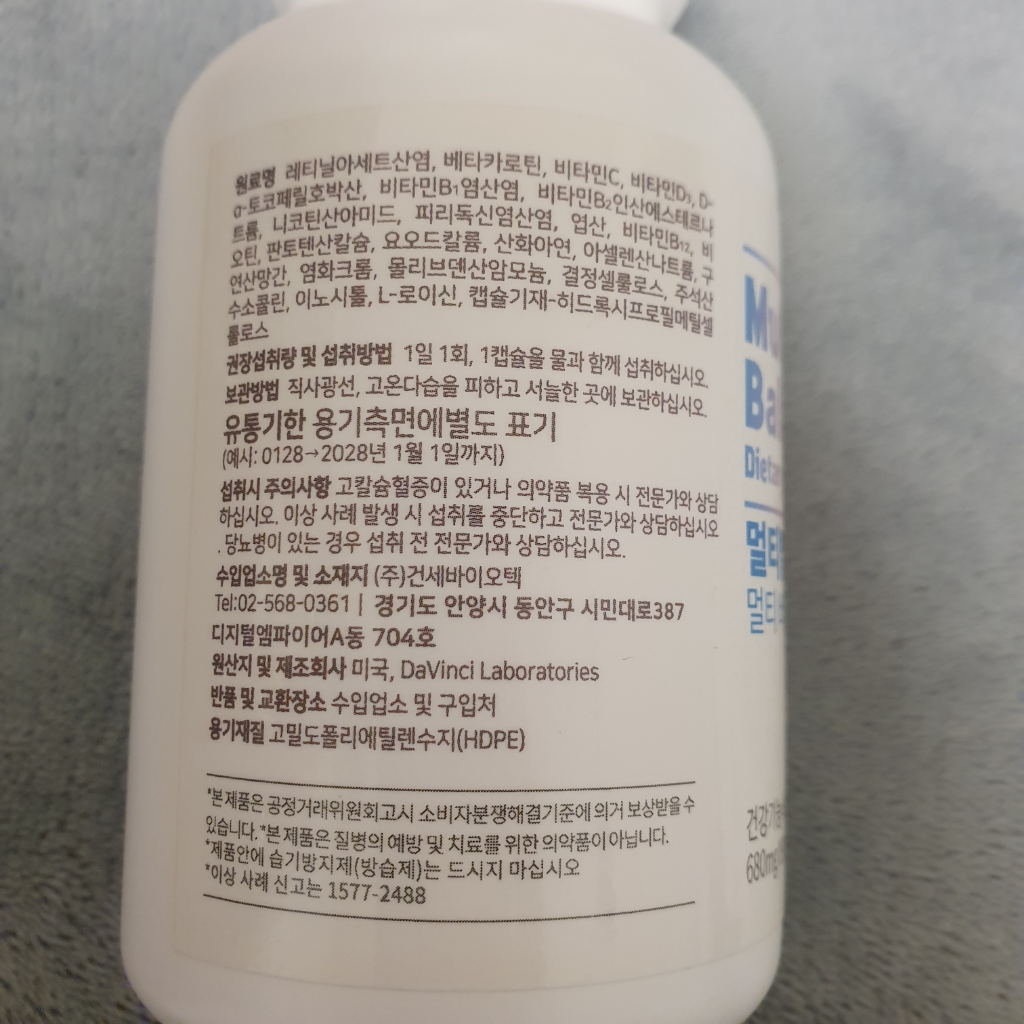 원료명 레티닐아세트산염, 베타카로틴, 비타민C, 비타민D₃, D-
α-토코페릴호박산, 비타민B₁염산염, 비타민B₂인산에스테르나
트륨, 니코틴산아미드, 피리독신염산염, 엽산, 비타민B₁₂, 비
오틴, 판토텐산칼슘, 요오드칼륨, 산화아연, 아셀렌산나트륨, 구
연산망간, 염화크롬, 몰리브덴산암모늄, 결정셀룰로스, 주석산
수소콜린, 이노시톨, L-로이신, 캡슐기재-히드록시프로필메틸셀
룰로스
권장섭취량 및 섭취방법 1일 1회, 1캡슐을 물과 함께 섭취하십시오.
보관방법 직사광선, 고온다습을 피하고 서늘한 곳에 보관하십시오.
유통기한 용기측면에별도 표기
(예시: 0128→2028년 1월 1일까지)
섭취시 주의사항 고칼슘혈증이 있거나 의약품 복용 시 전문가와 상담
하십시오. 이상 사례 발생 시 섭취를 중단하고 전문가와 상담하십시오
. 당뇨병이 있는 경우 섭취 전 전문가와 상담하십시오.
수입업소명 및 소재지 (주)건세바이오텍
Tel:02-568-0361 | 경기도 안양시 동안구 시민대로387
디지털엠파이어A동 704호
원산지 및 제조회사 미국, DaVinci Laboratories
반품 및 교환장소 수입업소 및 구입처
용기재질 고밀도폴리에틸렌수지(HDPE)
*본 제품은 공정거래위원회고시 소비자분쟁해결기준에 의거 보상받을 수
있습니다. *본 제품은 질병의 예방 및 치료를 위한 의약품이 아닙니다.
*제품안에 습기방지제(방습제)는 드시지 마십시오
*이상 사례 신고는 1577-2488
멀티
680mg